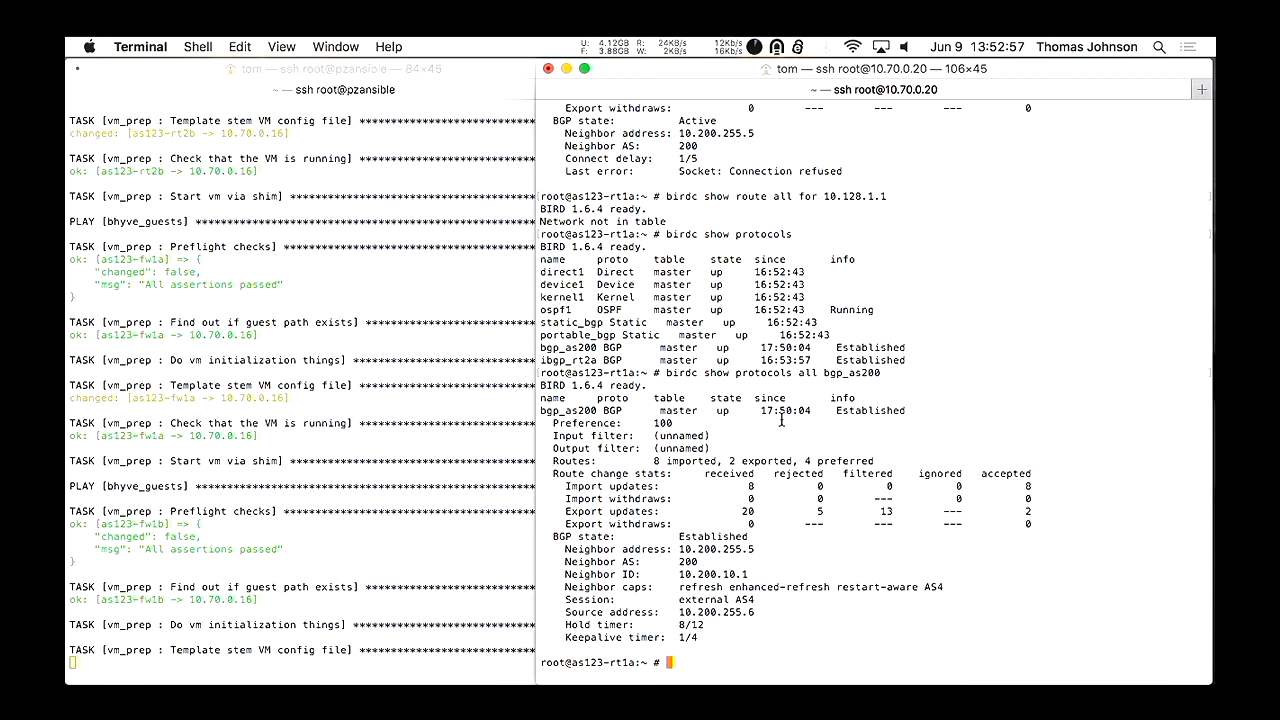 Terminal Shell Edit View Window Help U: 4.12GB R: 24KB/s 12Kb/s Jun 9 13:52:57 Thomas Johnson
F: 3.88GB W: 2KB/s 16Kb/s
tom — ssh root@pzansible — 84×45
~ — ssh root@pzansible
TASK [vm_prep : Template stem VM config file] *************************************
changed: [as123-rt2b -> 10.70.0.16]
TASK [vm_prep : Check that the VM is running] *************************************
ok: [as123-rt2b -> 10.70.0.16]
TASK [vm_prep : Start vm via shim] *************************************
PLAY [bhyve_guests] *************************************
TASK [vm_prep : Preflight checks] *************************************
ok: [as123-fw1a] => {
"changed": false,
"msg": "All assertions passed"
}
TASK [vm_prep : Find out if guest path exists] *************************************
ok: [as123-fw1a -> 10.70.0.16]
TASK [vm_prep : Do vm initialization things] *************************************
TASK [vm_prep : Template stem VM config file] *************************************
changed: [as123-fw1a -> 10.70.0.16]
TASK [vm_prep : Check that the VM is running] *************************************
ok: [as123-fw1a -> 10.70.0.16]
TASK [vm_prep : Start vm via shim] *************************************
PLAY [bhyve_guests] *************************************
TASK [vm_prep : Preflight checks] *************************************
ok: [as123-fw1b] => {
"changed": false,
"msg": "All assertions passed"
}
TASK [vm_prep : Find out if guest path exists] *************************************
ok: [as123-fw1b -> 10.70.0.16]
TASK [vm_prep : Do vm initialization things] *************************************
TASK [vm_prep : Template stem VM config file] *************************************
tom — ssh root@10.70.0.20 — 106×45
~ — ssh root@10.70.0.20
Export withdraws: 0 --- --- --- 0
BGP state: Active
Neighbor address: 10.200.255.5
Neighbor AS: 200
Connect delay: 1/5
Last error: Socket: Connection refused
root@as123-rt1a:~ # birdc show route all for 10.128.1.1
BIRD 1.6.4 ready.
Network not in table
root@as123-rt1a:~ # birdc show protocols
BIRD 1.6.4 ready.
name proto table state since info
direct1 Direct master up 16:52:43
device1 Device master up 16:52:43
kernel1 Kernel master up 16:52:43
ospf1 OSPF master up 16:52:43 Running
static_bgp Static master up 16:52:43
portable_bgp Static master up 16:52:43
bgp_as200 BGP master up 17:50:04 Established
ibgp_rt2a BGP master up 16:53:57 Established
root@as123-rt1a:~ # birdc show protocols all bgp_as200
BIRD 1.6.4 ready.
name proto table state since info
bgp_as200 BGP master up 17:50:04 Established
Preference: 100
Input filter: (unnamed)
Output filter: (unnamed)
Routes: 8 imported, 2 exported, 4 preferred
Route change stats: received rejected filtered ignored accepted
Import updates: 8 0 0 0 8
Import withdraws: 0 0 --- 0 0
Export updates: 20 5 13 --- 2
Export withdraws: 0 --- --- --- 0
BGP state: Established
Neighbor address: 10.200.255.5
Neighbor AS: 200
Neighbor ID: 10.200.10.1
Neighbor caps: refresh enhanced-refresh restart-aware AS4
Session: external AS4
Source address: 10.200.255.6
Hold timer: 8/12
Keepalive timer: 1/4
root@as123-rt1a:~ #